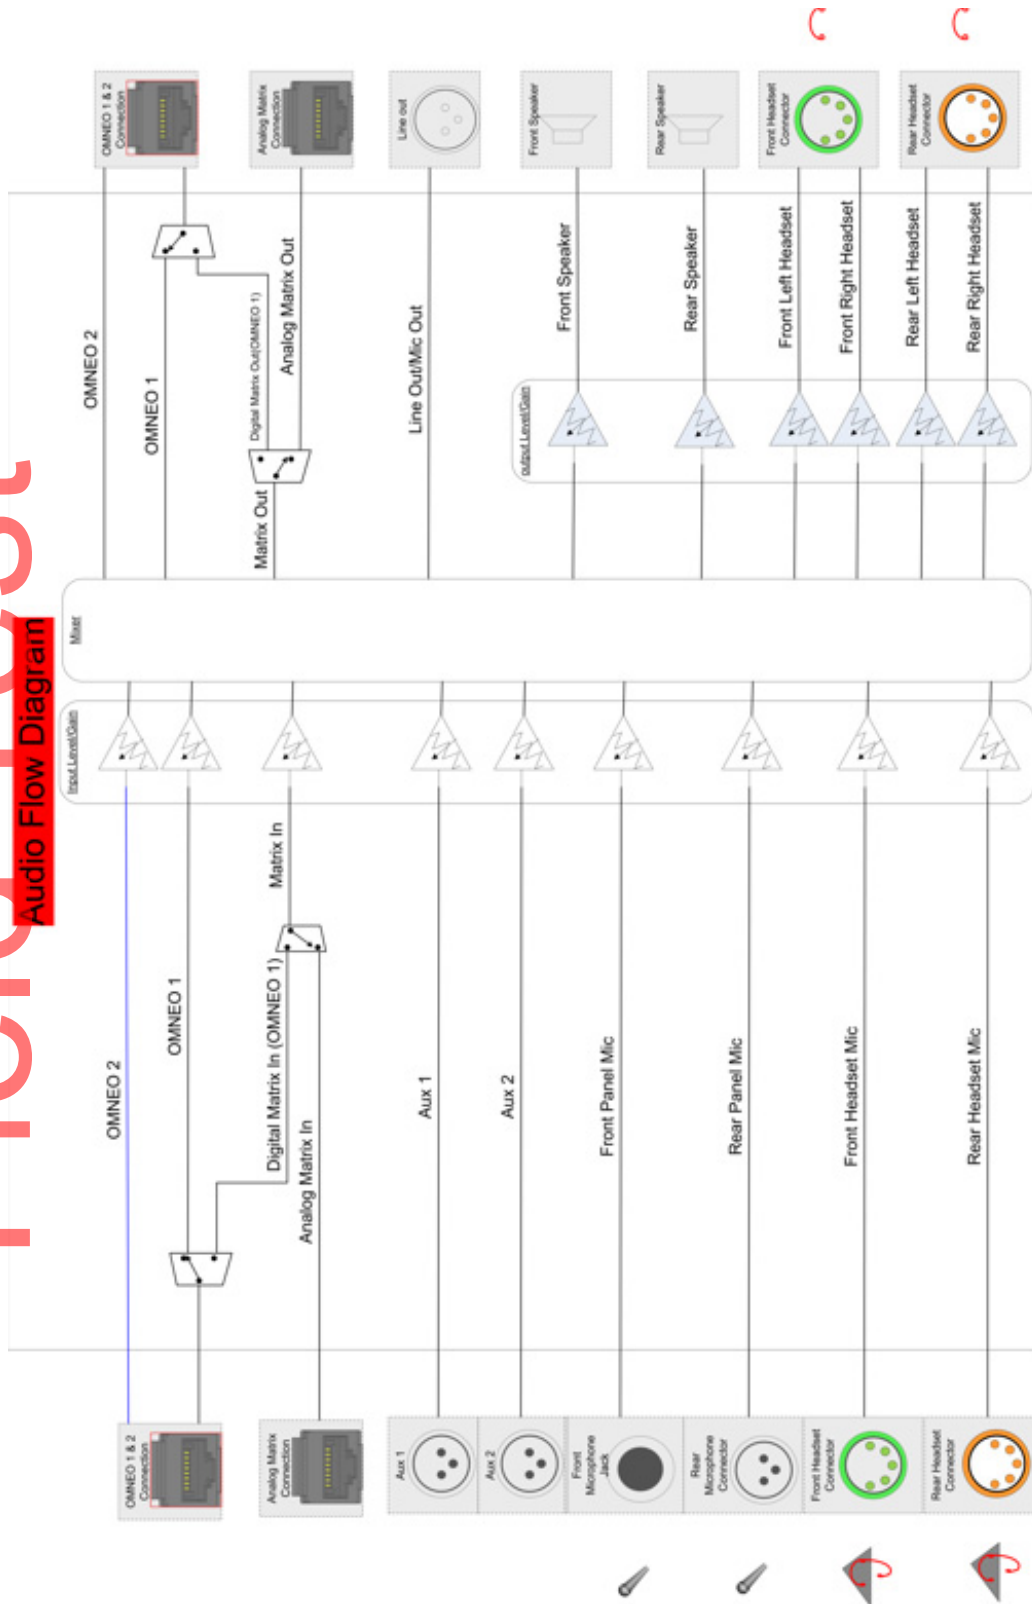 Audio Flow Diagram
OMNEO 1 & 2
Connection
Analog Matrix
Connection
Aux 1
Aux 2
Front
Microphone
Jack
Rear
Microphone
Connector
Front Headset
Connector
Rear Headset
Connector
OMNEO 2
OMNEO 1
Digital Matrix In (OMNEO 1)
Analog Matrix In
Matrix In
Aux 1
Aux 2
Front Panel Mic
Rear Panel Mic
Front Headset Mic
Rear Headset Mic
Input Level/Gain
Mixer
output Level/Gain
OMNEO 2
OMNEO 1
Matrix Out
Digital Matrix Out(OMNEO 1)
Analog Matrix Out
Line Out/Mic Out
Front Speaker
Rear Speaker
Front Left Headset
Front Right Headset
Rear Left Headset
Rear Right Headset
OMNEO 1 & 2
Connection
Analog Matrix
Connection
Line out
Front Speaker
Rear Speaker
Front Headset
Connector
Rear Headset
Connector